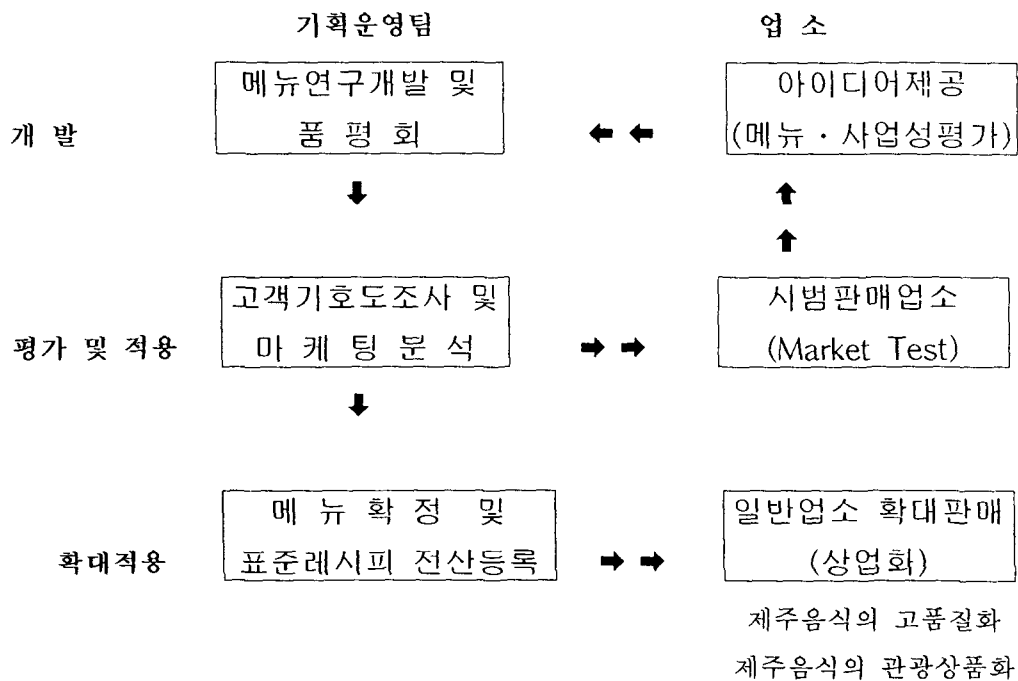 기획운영팀 업 소
개 발
메뉴연구개발 및
품 평 회
아이디어제공
(메뉴·사업성평가)
평가 및 적용
고객기호도조사 및
마 케 팅 분 석
시범판매업소
(Market Test)
확대적용
메 뉴 확 정 및
표준레시피 전산등록
일반업소 확대판매
(상업화)
제주음식의 고품질화
제주음식의 관광상품화